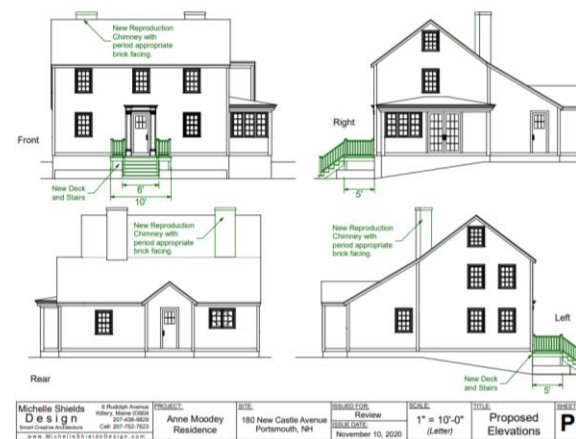 New Reproduction
Chimney with
period appropriate
brick facing.
Front
New Deck
and Stairs
6'
10'
Right
5'
New Reproduction
Chimney with
period appropriate
brick facing.
Rear
New Reproduction
Chimney with
period appropriate
brick facing.
Left
New Deck
and Stairs
5'
Michelle Shields
Design
Smart Creative Architecture
6 Rudolph Avenue
Kittery, Maine 03904
207-438-9828
Cell: 207-752-7623
www.MichelleShieldsDesign.com
PROJECT:
Anne Moodey
Residence
SITE:
180 New Castle Avenue
Portsmouth, NH
ISSUED FOR:
Review
ISSUE DATE:
November 10, 2020
SCALE:
1" = 10'-0"
(Letter)
TITLE:
Proposed
Elevations
SHEET
P